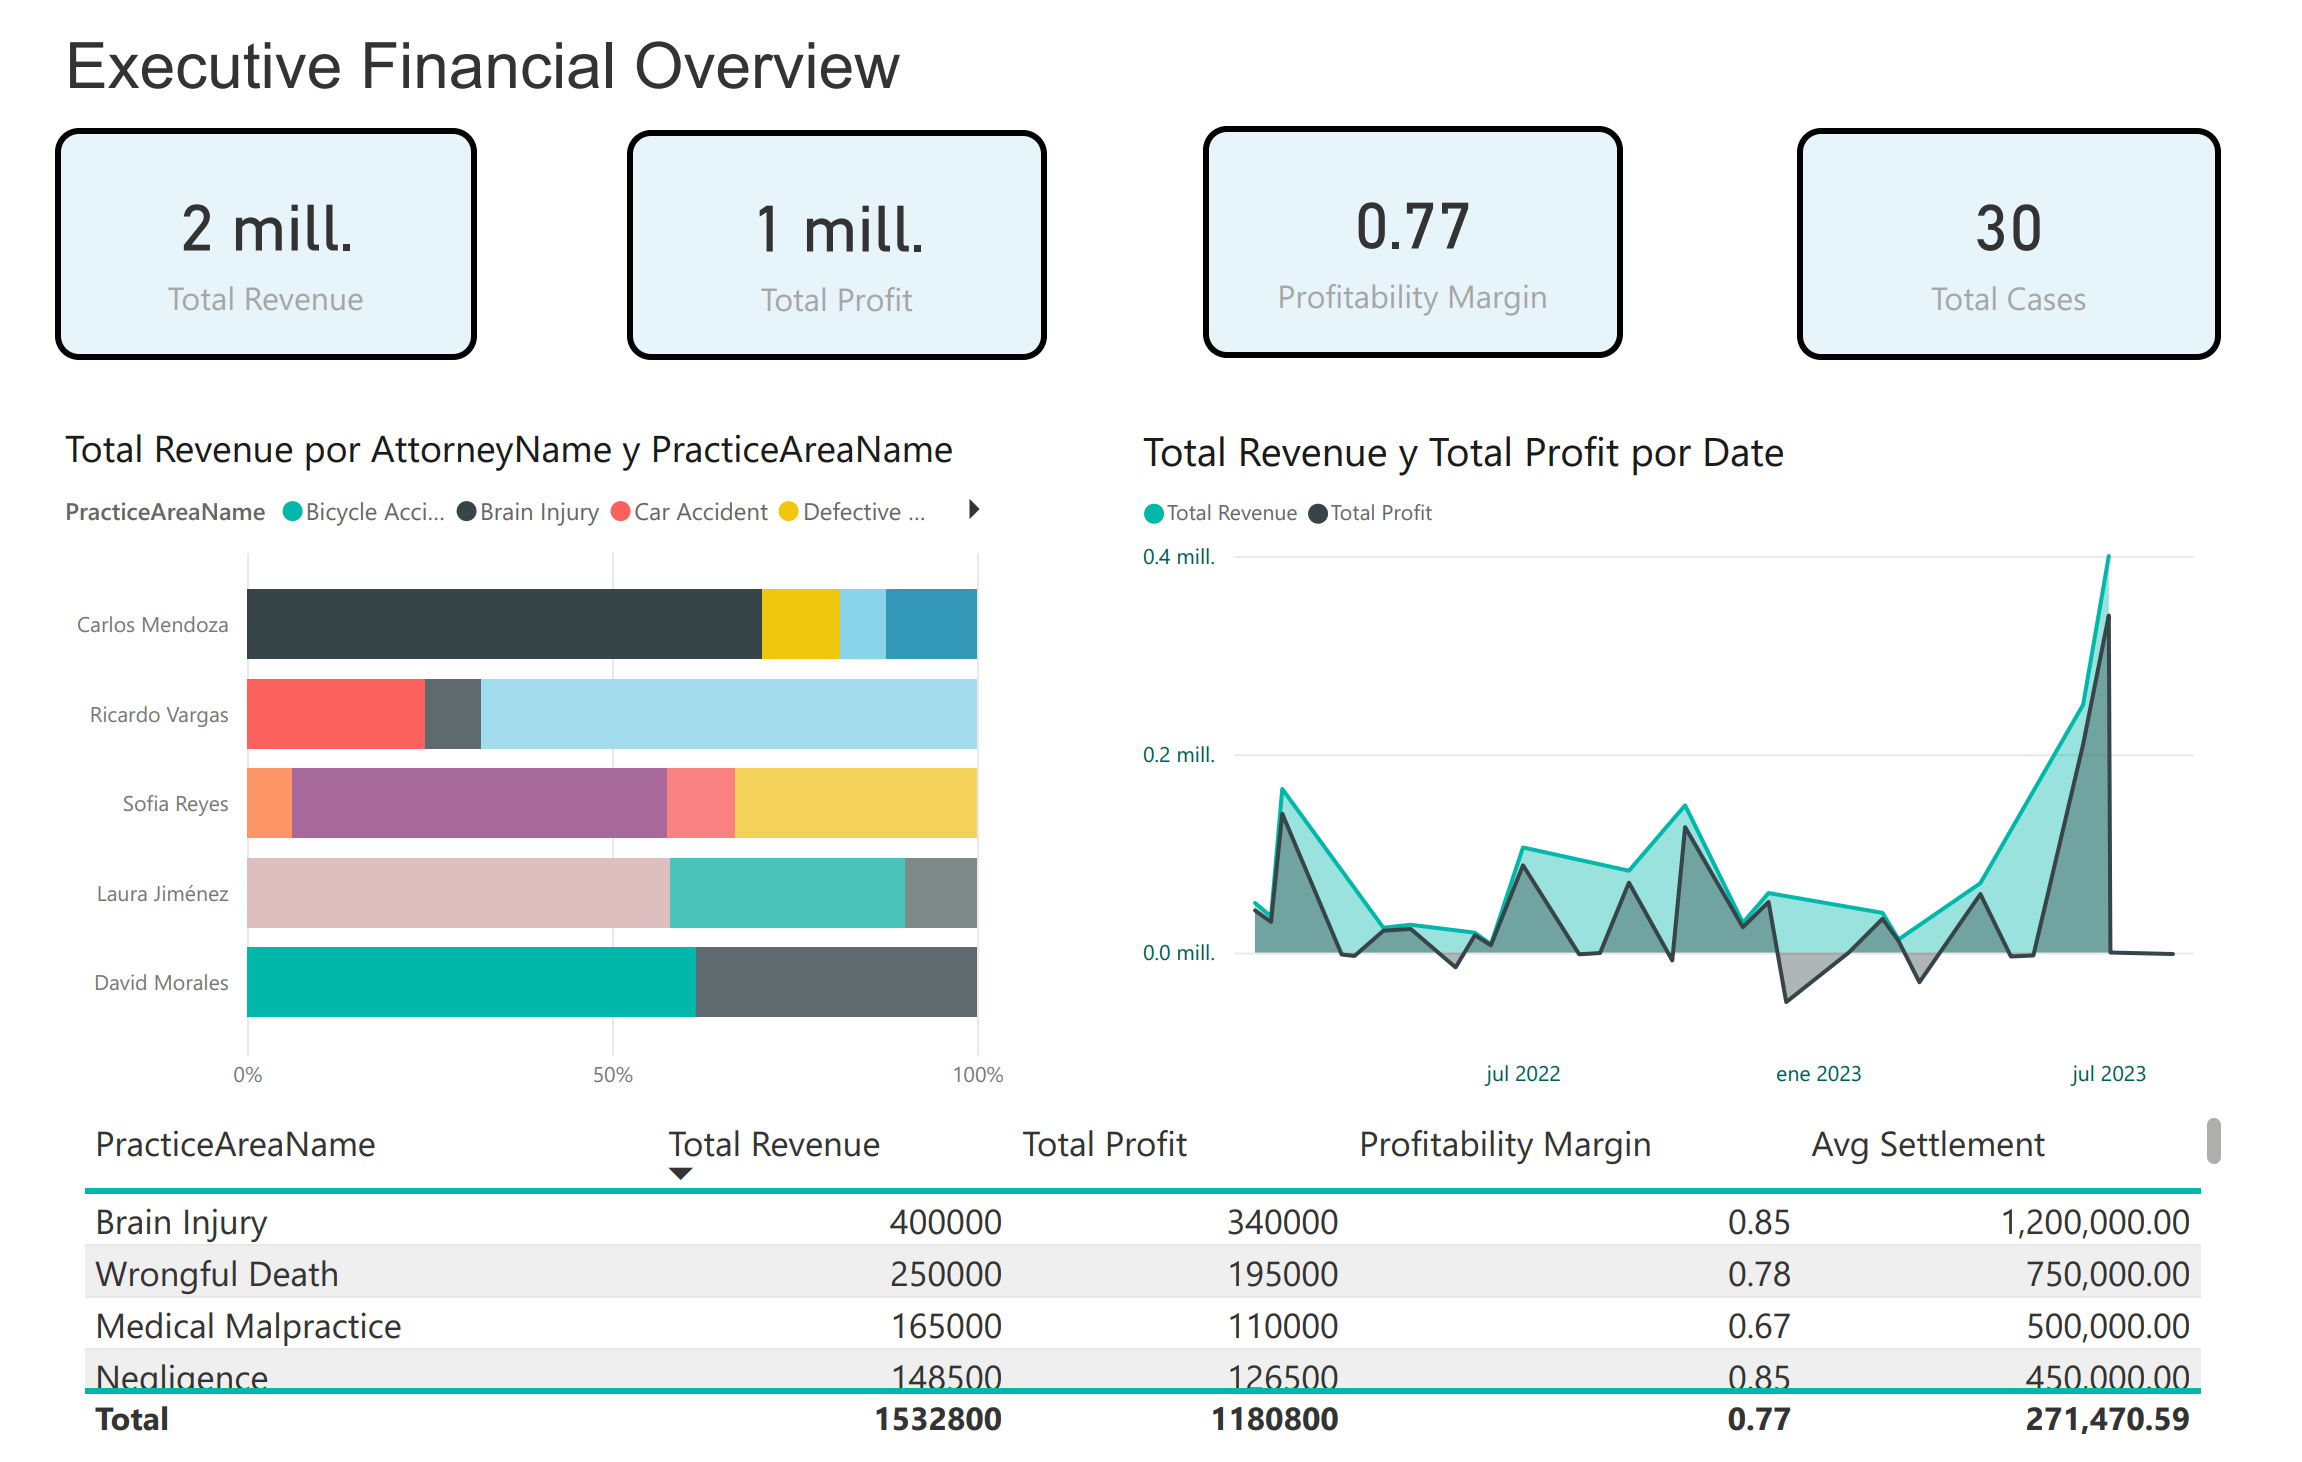 Executive Financial Overview
2 mill.
Total Revenue
1 mill.
Total Profit
0.77
Profitability Margin
30
Total Cases
Total Revenue por AttorneyName y PracticeAreaName
PracticeAreaName Bicycle Acci... Brain Injury Car Accident Defective ...
Carlos Mendoza
Ricardo Vargas
Sofia Reyes
Laura Jiménez
David Morales
0% 50% 100%
Total Revenue y Total Profit por Date
Total Revenue Total Profit
0.4 mill.
0.2 mill.
0.0 mill.
jul 2022 ene 2023 jul 2023
PracticeAreaName Total Revenue Total Profit Profitability Margin Avg Settlement
Brain Injury 400000 340000 0.85 1,200,000.00
Wrongful Death 250000 195000 0.78 750,000.00
Medical Malpractice 165000 110000 0.67 500,000.00
Negligence 148500 126500 0.85 450,000.00
Total 1532800 1180800 0.77 271,470.59